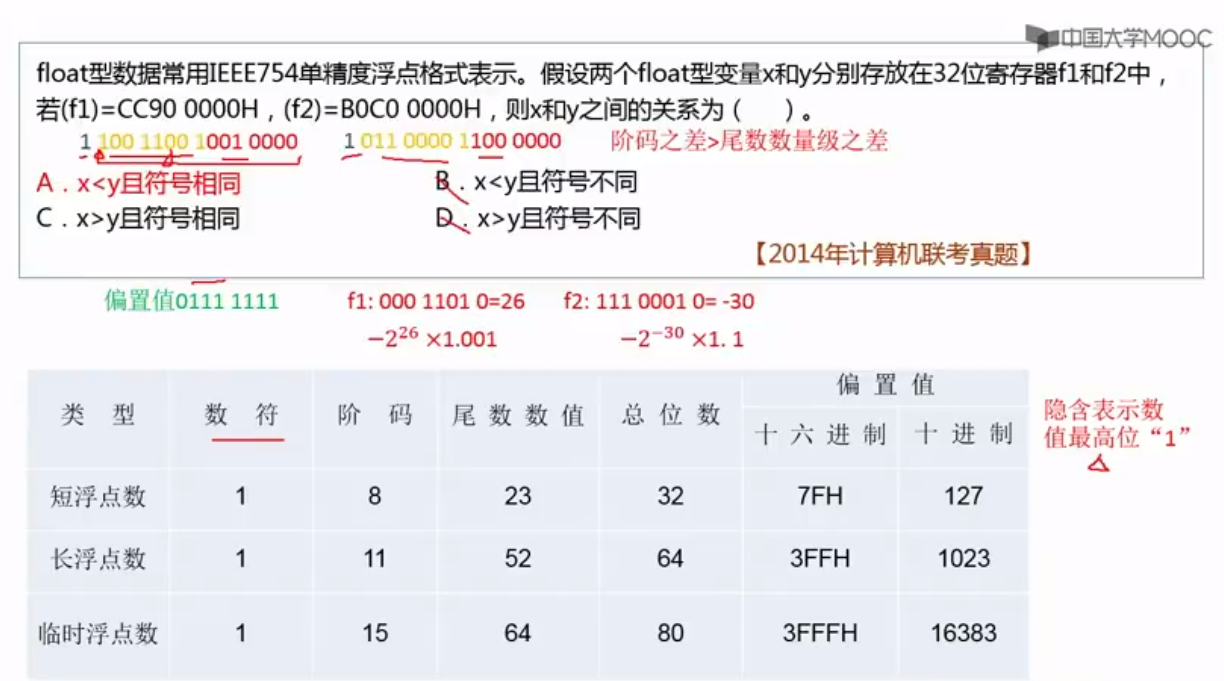 中国大学MOOC
float型数据常用IEEE754单精度浮点格式表示。假设两个float型变量x和y分别存放在32位寄存器f1和f2中，
若(f1)=CC90 0000H，(f2)=B0C0 0000H，则x和y之间的关系为（　　）。
1 100 1100 1001 0000　1 011 0000 1100 0000　阶码之差>尾数数量级之差
A．x<y且符号相同　B．x<y且符号不同
C．x>y且符号相同　D．x>y且符号不同
【2014年计算机联考真题】
偏置值0111 1111　f1: 000 1101 0=26　f2: 111 0001 0= -30
−2²⁶ ×1.001　−2⁻³⁰ ×1. 1
类 型　数 符　阶 码　尾 数 数 值　总 位 数　偏 置 值
十 六 进 制　十 进 制
隐含表示数
值最高位“1”
短浮点数　1　8　23　32　7FH　127
长浮点数　1　11　52　64　3FFH　1023
临时浮点数　1　15　64　80　3FFFH　16383